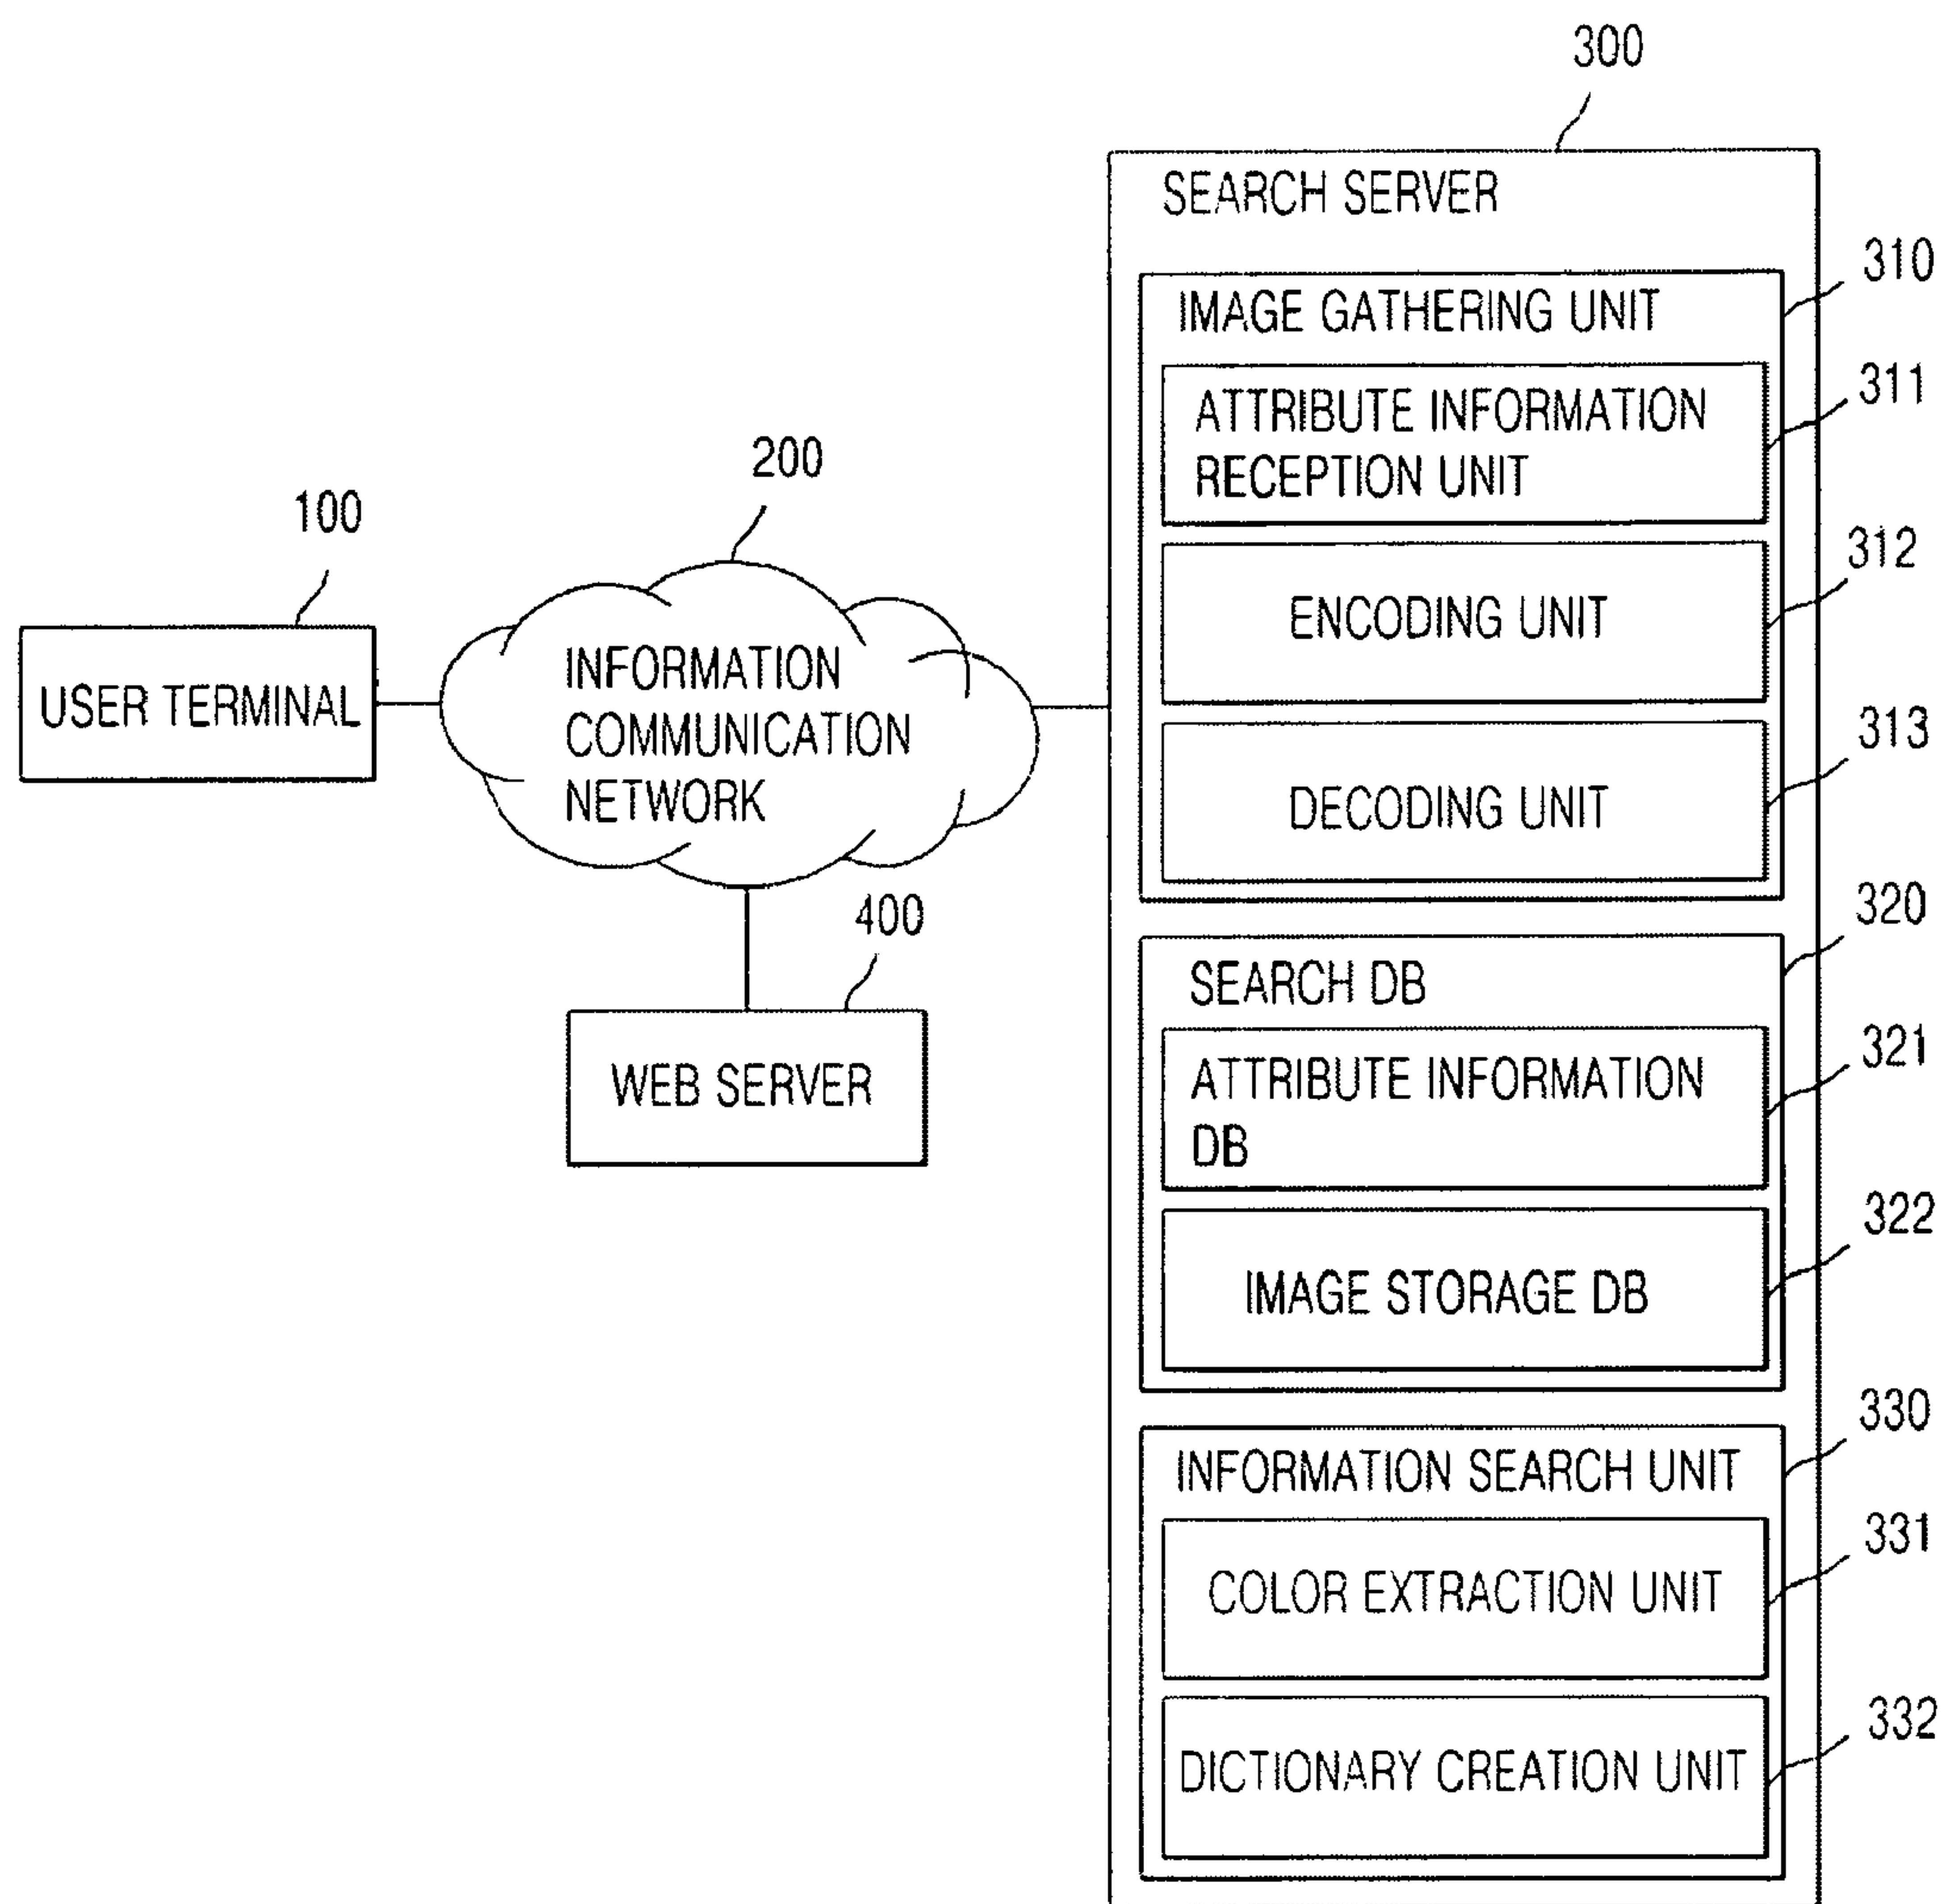 300
SEARCH SERVER
310
IMAGE GATHERING UNIT
311
ATTRIBUTE INFORMATION
RECEPTION UNIT
312
ENCODING UNIT
313
DECODING UNIT
200
100
INFORMATION
COMMUNICATION
NETWORK
USER TERMINAL
400
WEB SERVER
320
SEARCH DB
321
ATTRIBUTE INFORMATION
DB
322
IMAGE STORAGE DB
330
INFORMATION SEARCH UNIT
331
COLOR EXTRACTION UNIT
332
DICTIONARY CREATION UNIT